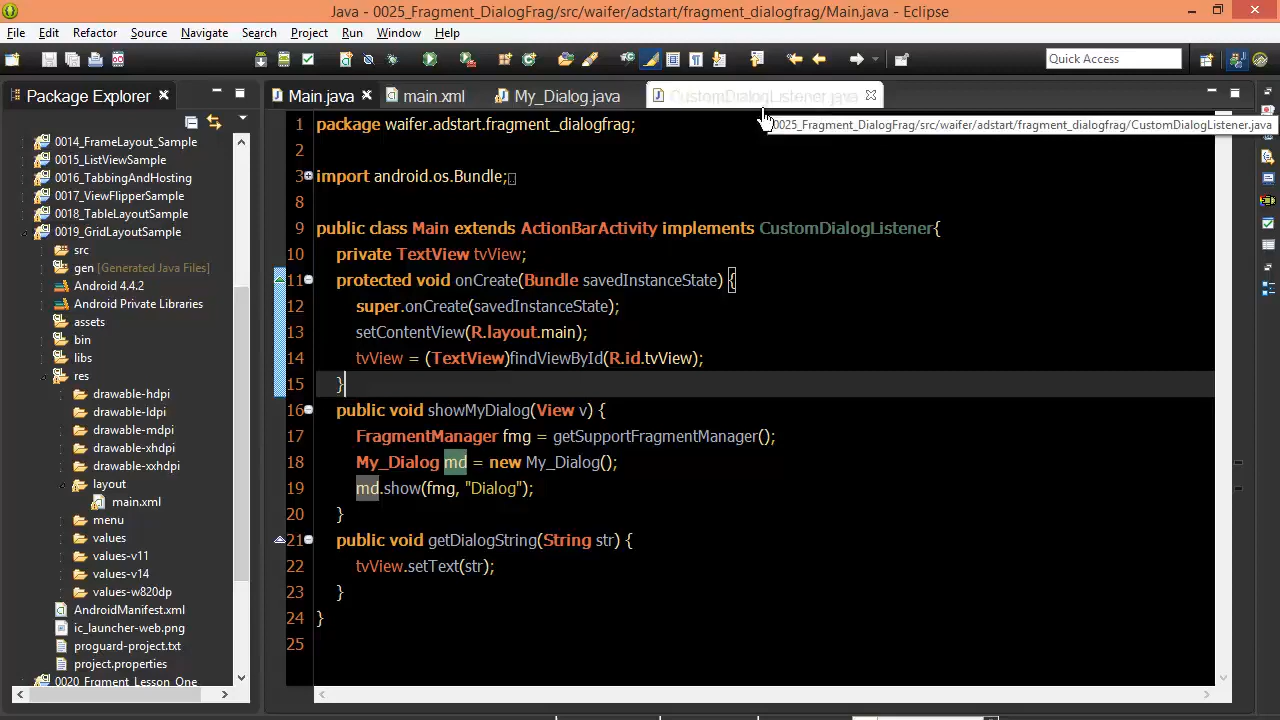 Java - 0025_Fragment_DialogFrag/src/waifer/adstart/fragment_dialogfrag/Main.java - Eclipse
File Edit Refactor Source Navigate Search Project Run Window Help
Quick Access
Package Explorer
Main.java main.xml My_Dialog.java CustomDialogListener.java
0025_Fragment_DialogFrag/src/waifer/adstart/fragment_dialogfrag/CustomDialogListener.java
0014_FrameLayout_Sample
0015_ListViewSample
0016_TabbingAndHosting
0017_ViewFlipperSample
0018_TableLayoutSample
0019_GridLayoutSample
src
gen [Generated Java Files]
Android 4.4.2
Android Private Libraries
assets
bin
libs
res
drawable-hdpi
drawable-ldpi
drawable-mdpi
drawable-xhdpi
drawable-xxhdpi
layout
main.xml
menu
values
values-v11
values-v14
values-w820dp
AndroidManifest.xml
ic_launcher-web.png
proguard-project.txt
project.properties
0020_Frgment_Lesson_One
1 package waifer.adstart.fragment_dialogfrag;
2
3 import android.os.Bundle;
8
9 public class Main extends ActionBarActivity implements CustomDialogListener{
10 private TextView tvView;
11 protected void onCreate(Bundle savedInstanceState) {
12 super.onCreate(savedInstanceState);
13 setContentView(R.layout.main);
14 tvView = (TextView)findViewById(R.id.tvView);
15 }
16 public void showMyDialog(View v) {
17 FragmentManager fmg = getSupportFragmentManager();
18 My_Dialog md = new My_Dialog();
19 md.show(fmg, "Dialog");
20 }
21 public void getDialogString(String str) {
22 tvView.setText(str);
23 }
24 }
25